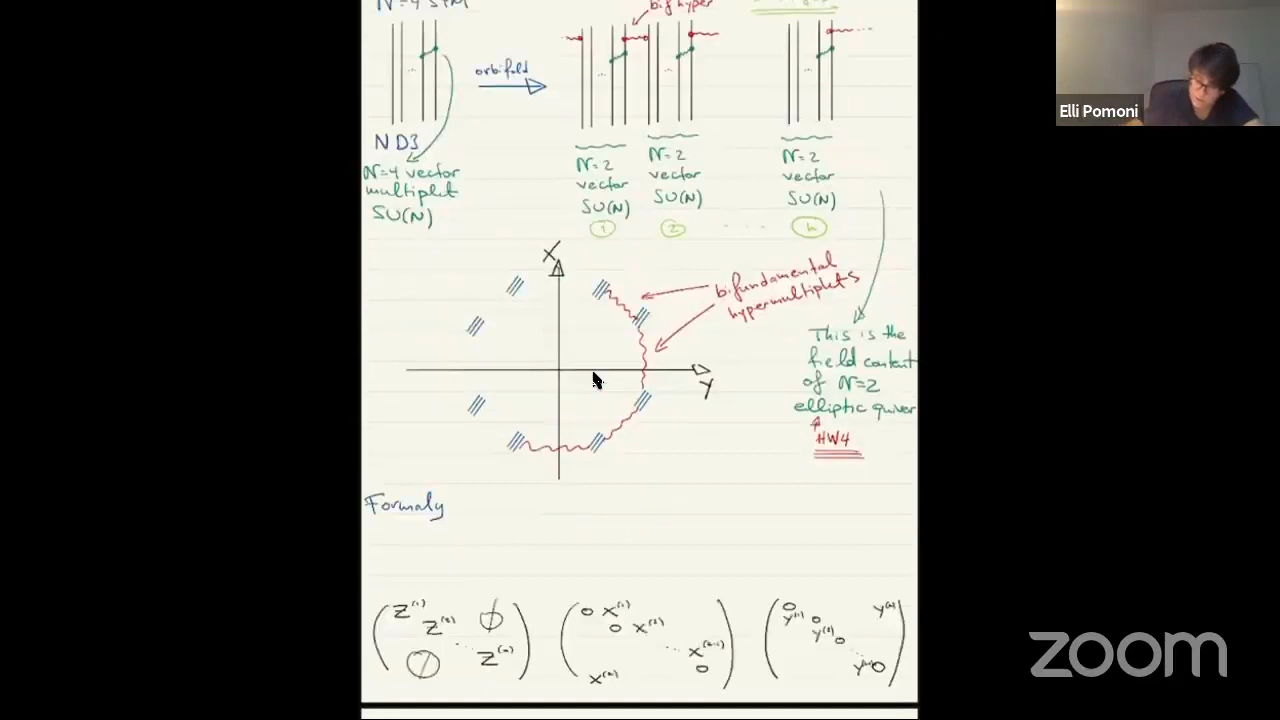 N=4 SYM
bif hyper
orbifold
ND3
N=4 vector
multiplet
SU(N)
N=2
vector
SU(N)
1
N=2
vector
SU(N)
2
....
N=2
vector
SU(N)
k
X
Y
bifundamental
hypermultiplets
This is the
field content
of N=2
elliptic quiver
HW4
Formaly
Z⁽¹⁾ Z⁽²⁾ Z⁽ⁿ⁾
0 X⁽¹⁾ 0 X⁽²⁾ X⁽ᵏ⁻¹⁾ 0 X⁽ᵏ⁾
0 Y⁽¹⁾ 0 Y⁽²⁾ 0 Y⁽ᵏ⁾ 0
Elli Pomoni
zoom